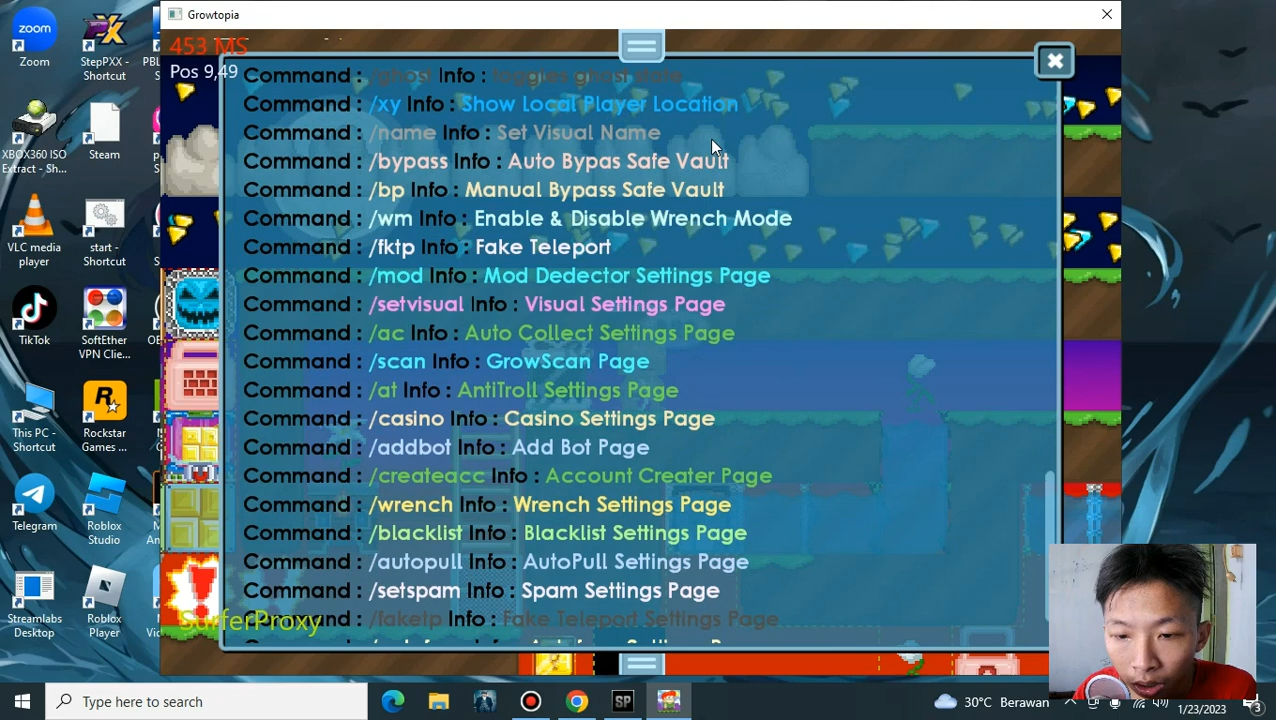 Growtopia
453 MS
Pos 9,49
Command : /ghost Info : toggles ghost state
Command : /xy Info : Show Local Player Location
Command : /name Info : Set Visual Name
Command : /bypass Info : Auto Bypas Safe Vault
Command : /bp Info : Manual Bypass Safe Vault
Command : /wm Info : Enable & Disable Wrench Mode
Command : /fktp Info : Fake Teleport
Command : /mod Info : Mod Dedector Settings Page
Command : /setvisual Info : Visual Settings Page
Command : /ac Info : Auto Collect Settings Page
Command : /scan Info : GrowScan Page
Command : /at Info : AntiTroll Settings Page
Command : /casino Info : Casino Settings Page
Command : /addbot Info : Add Bot Page
Command : /createacc Info : Account Creater Page
Command : /wrench Info : Wrench Settings Page
Command : /blacklist Info : Blacklist Settings Page
Command : /autopull Info : AutoPull Settings Page
Command : /setspam Info : Spam Settings Page
Command : /faketp Info : Fake Teleport Settings Page
SurferProxy
Zoom
StepPXX -
Shortcut
XBOX360 ISO
Extract - Sh...
Steam
VLC media
player
start -
Shortcut
TikTok
SoftEther
VPN Clie...
This PC -
Shortcut
Rockstar
Games ...
Telegram
Roblox
Studio
Streamlabs
Desktop
Roblox
Player
Type here to search
SP
30°C Berawan
1/23/2023
3